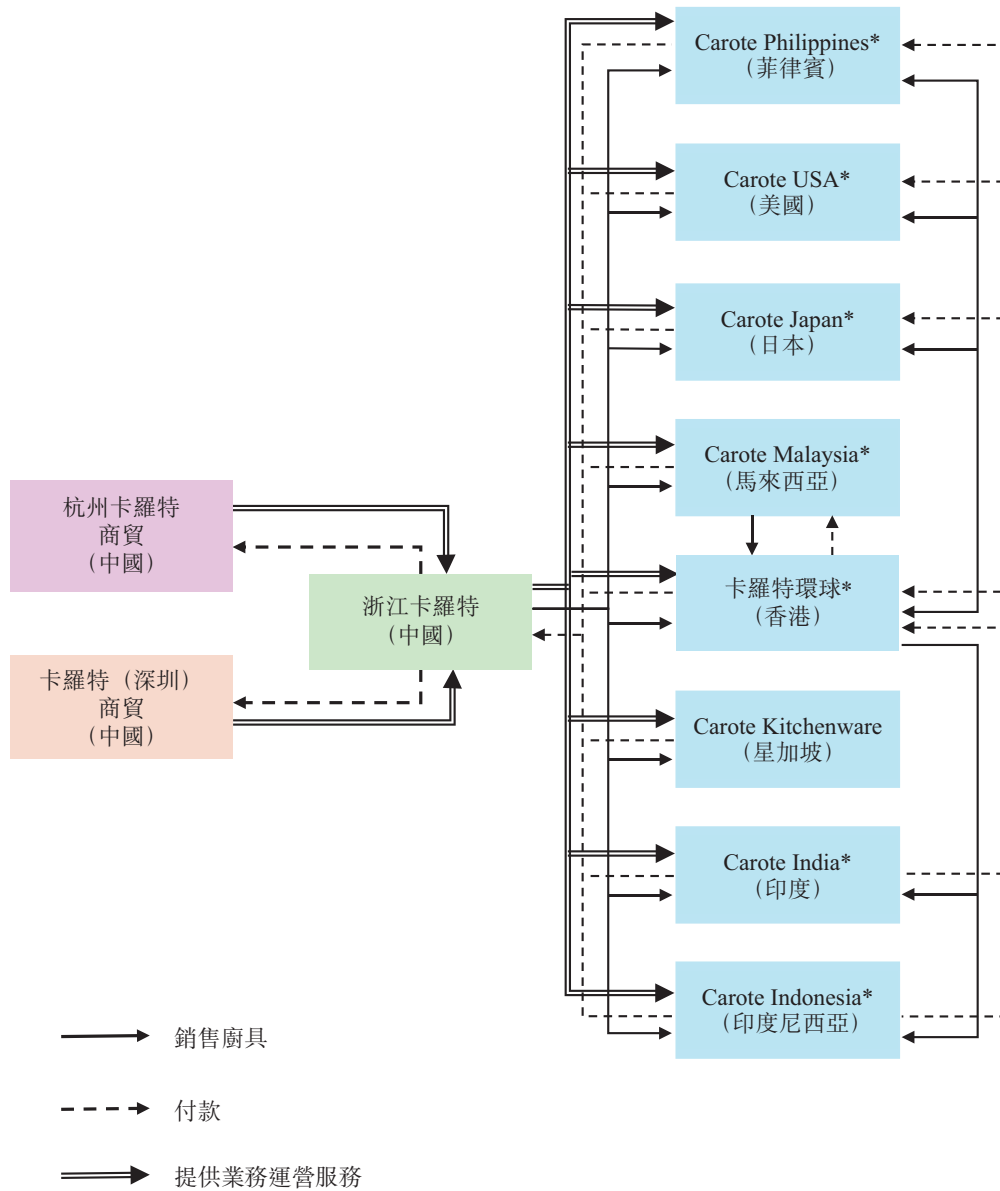 Carote Philippines*
（菲律賓）
Carote USA*
（美國）
Carote Japan*
（日本）
Carote Malaysia*
（馬來西亞）
杭州卡羅特
商貿
（中國）
浙江卡羅特
（中國）
卡羅特環球*
（香港）
卡羅特（深圳）
商貿
（中國）
Carote Kitchenware
（星加坡）
Carote India*
（印度）
Carote Indonesia*
（印度尼西亞）
銷售廚具
付款
提供業務運營服務